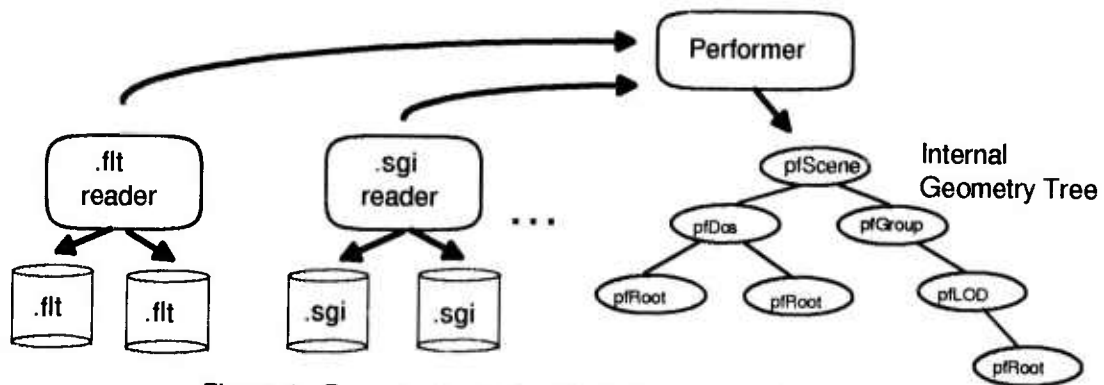 Performer
.flt
reader
.sgi
reader
...
pfScene
Internal
Geometry Tree
pfDcs
pfGroup
.flt
.flt
.sgi
.sgi
pfRoot
pfRoot
pfLOD
pfRoot